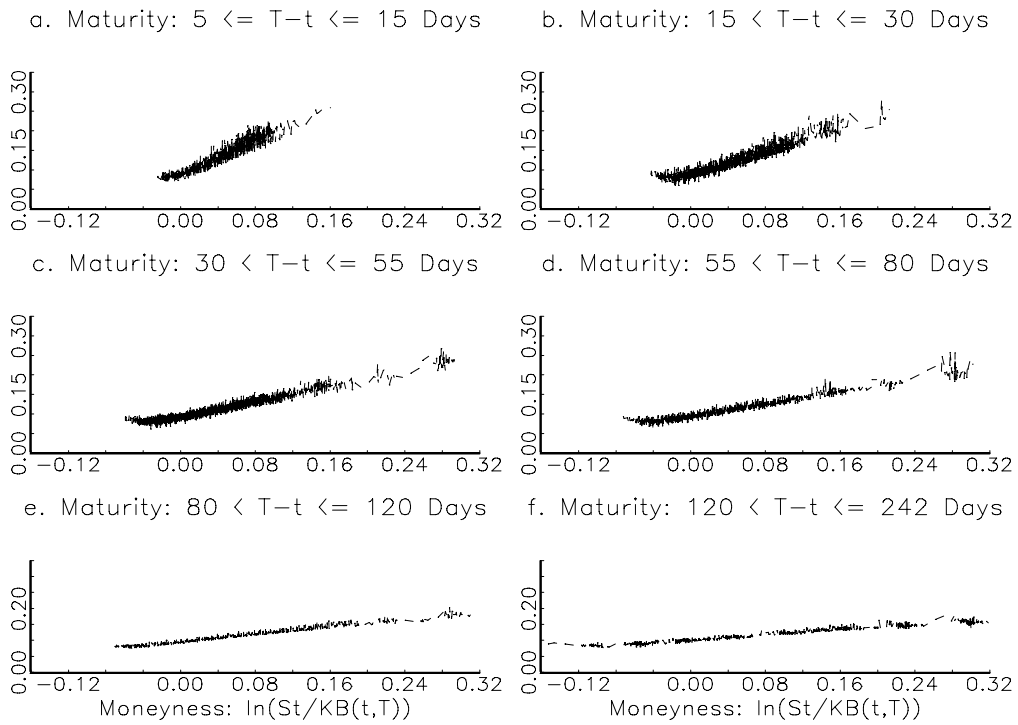 a. Maturity: 5 <= T-t <= 15 Days
b. Maturity: 15 < T-t <= 30 Days
0.00 0.15 0.30
-0.12 0.00 0.08 0.16 0.24 0.32
0.00 0.15 0.30
-0.12 0.00 0.08 0.16 0.24 0.32
c. Maturity: 30 < T-t <= 55 Days
d. Maturity: 55 < T-t <= 80 Days
0.00 0.15 0.30
-0.12 0.00 0.08 0.16 0.24 0.32
0.00 0.15 0.30
-0.12 0.00 0.08 0.16 0.24 0.32
e. Maturity: 80 < T-t <= 120 Days
f. Maturity: 120 < T-t <= 242 Days
0.00 0.20
-0.12 0.00 0.08 0.16 0.24 0.32
Moneyness: ln(St/KB(t,T))
0.00 0.20
-0.12 0.00 0.08 0.16 0.24 0.32
Moneyness: ln(St/KB(t,T))